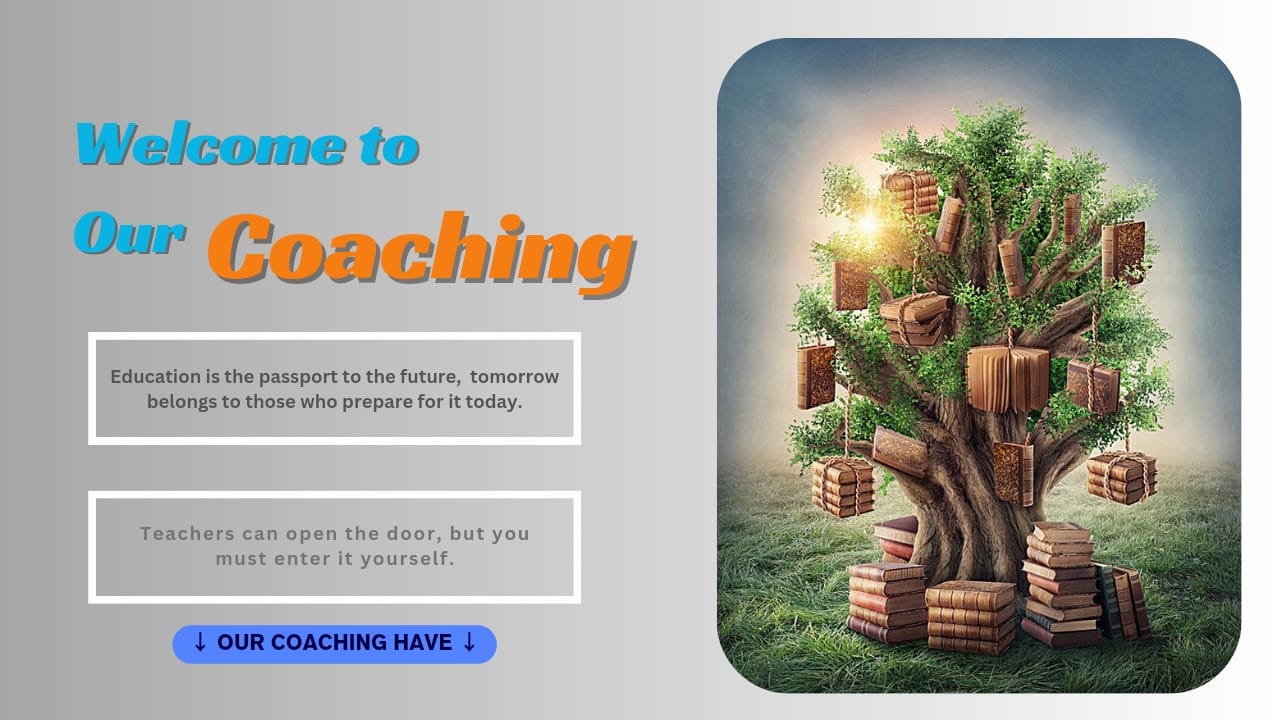 Welcome to
Our Coaching
Education is the passport to the future, tomorrow
belongs to those who prepare for it today.
Teachers can open the door, but you
must enter it yourself.
↓ OUR COACHING HAVE ↓